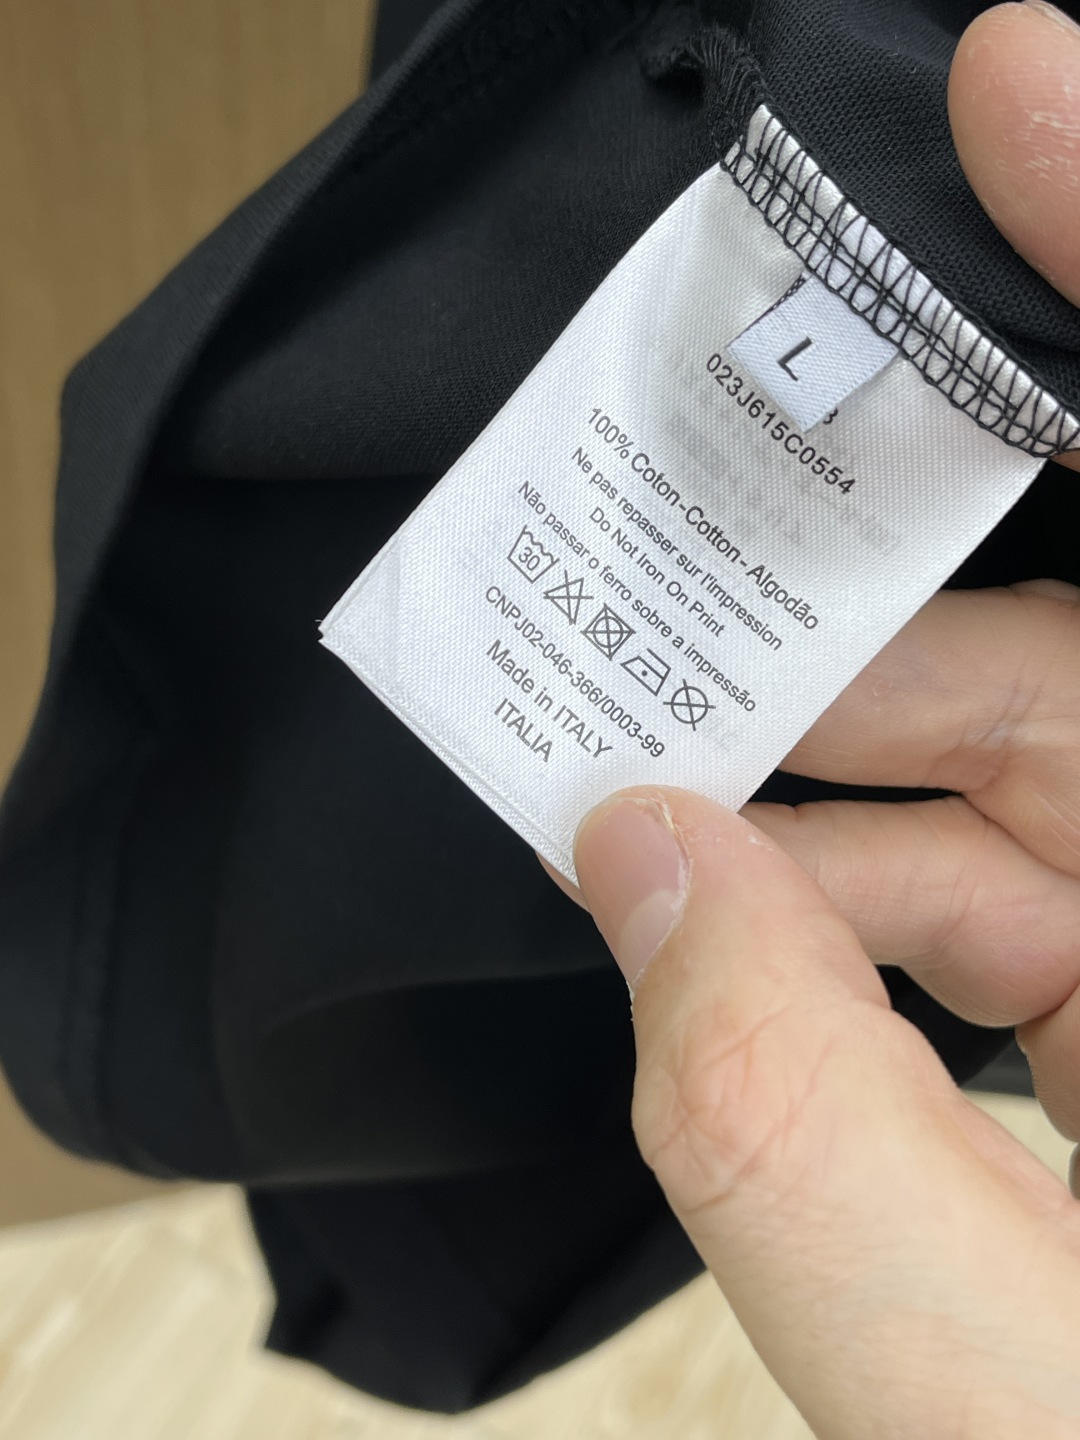 L
3
023J615C0554
100% Coton-Cotton-Algodão
Ne pas repasser sur l'impression
Do Not Iron On Print
Não passar o ferro sobre a impressão
30
CNPJ02-046-366/0003-99
Made in ITALY
ITALIA